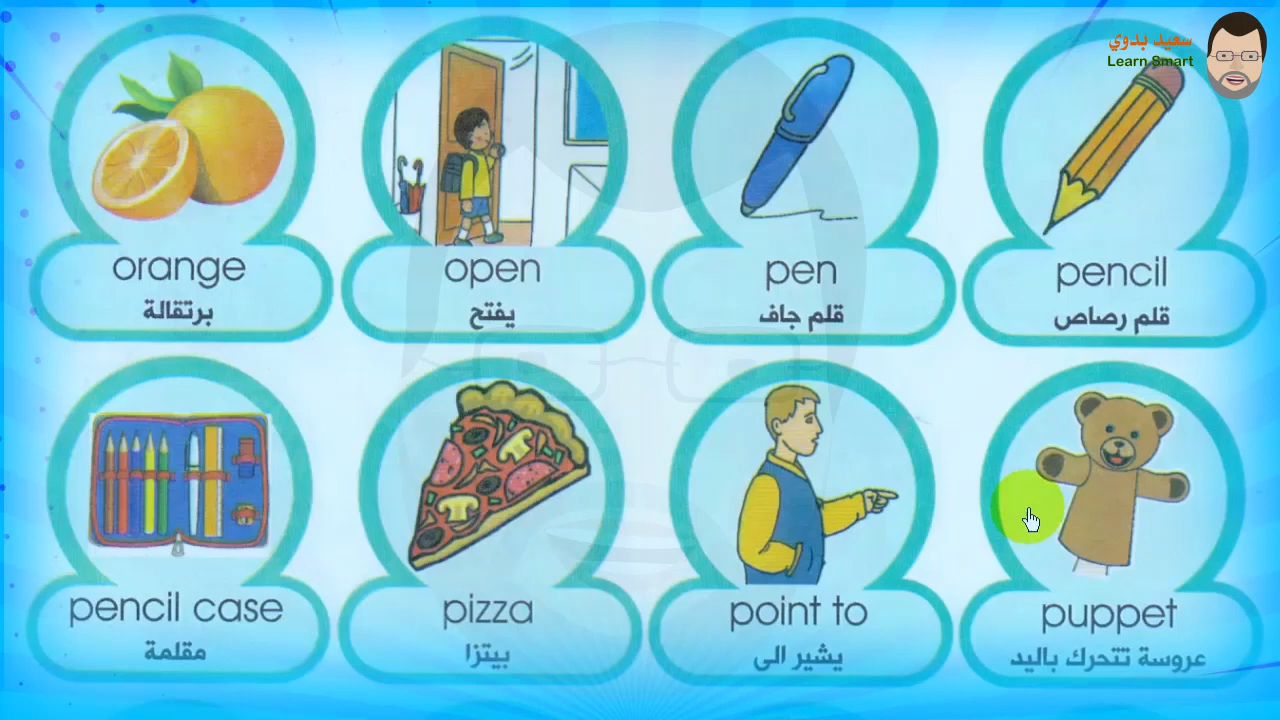 سعيد بدوي
Learn Smart
orange
برتقالة
open
يفتح
pen
قلم جاف
pencil
قلم رصاص
pencil case
مقلمة
pizza
بيتزا
point to
يشير الى
puppet
عروسة تتحرك باليد